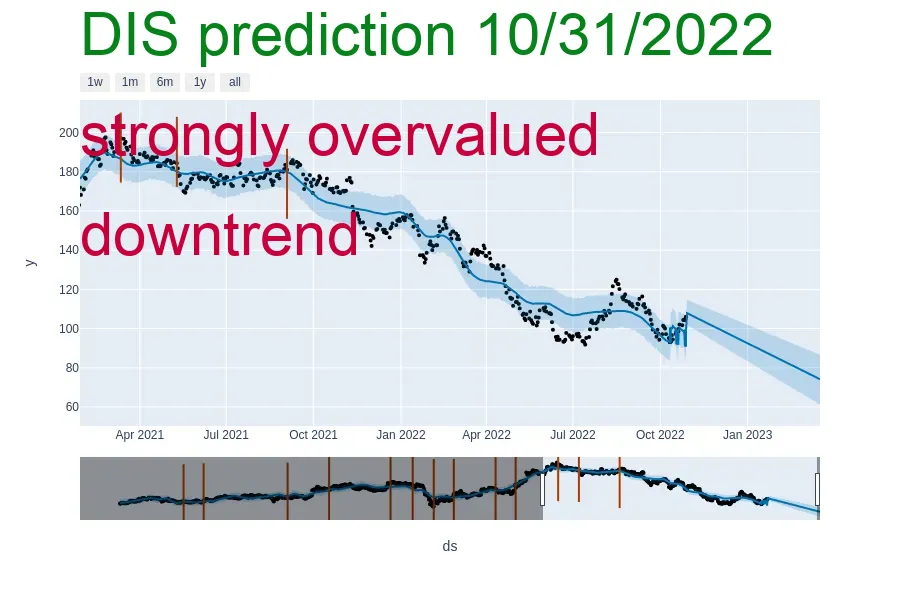 DIS prediction 10/31/2022
1w 1m 6m 1y all
strongly overvalued
downtrend
200
180
160
140
120
100
80
60
y
Apr 2021 Jul 2021 Oct 2021 Jan 2022 Apr 2022 Jul 2022 Oct 2022 Jan 2023
ds